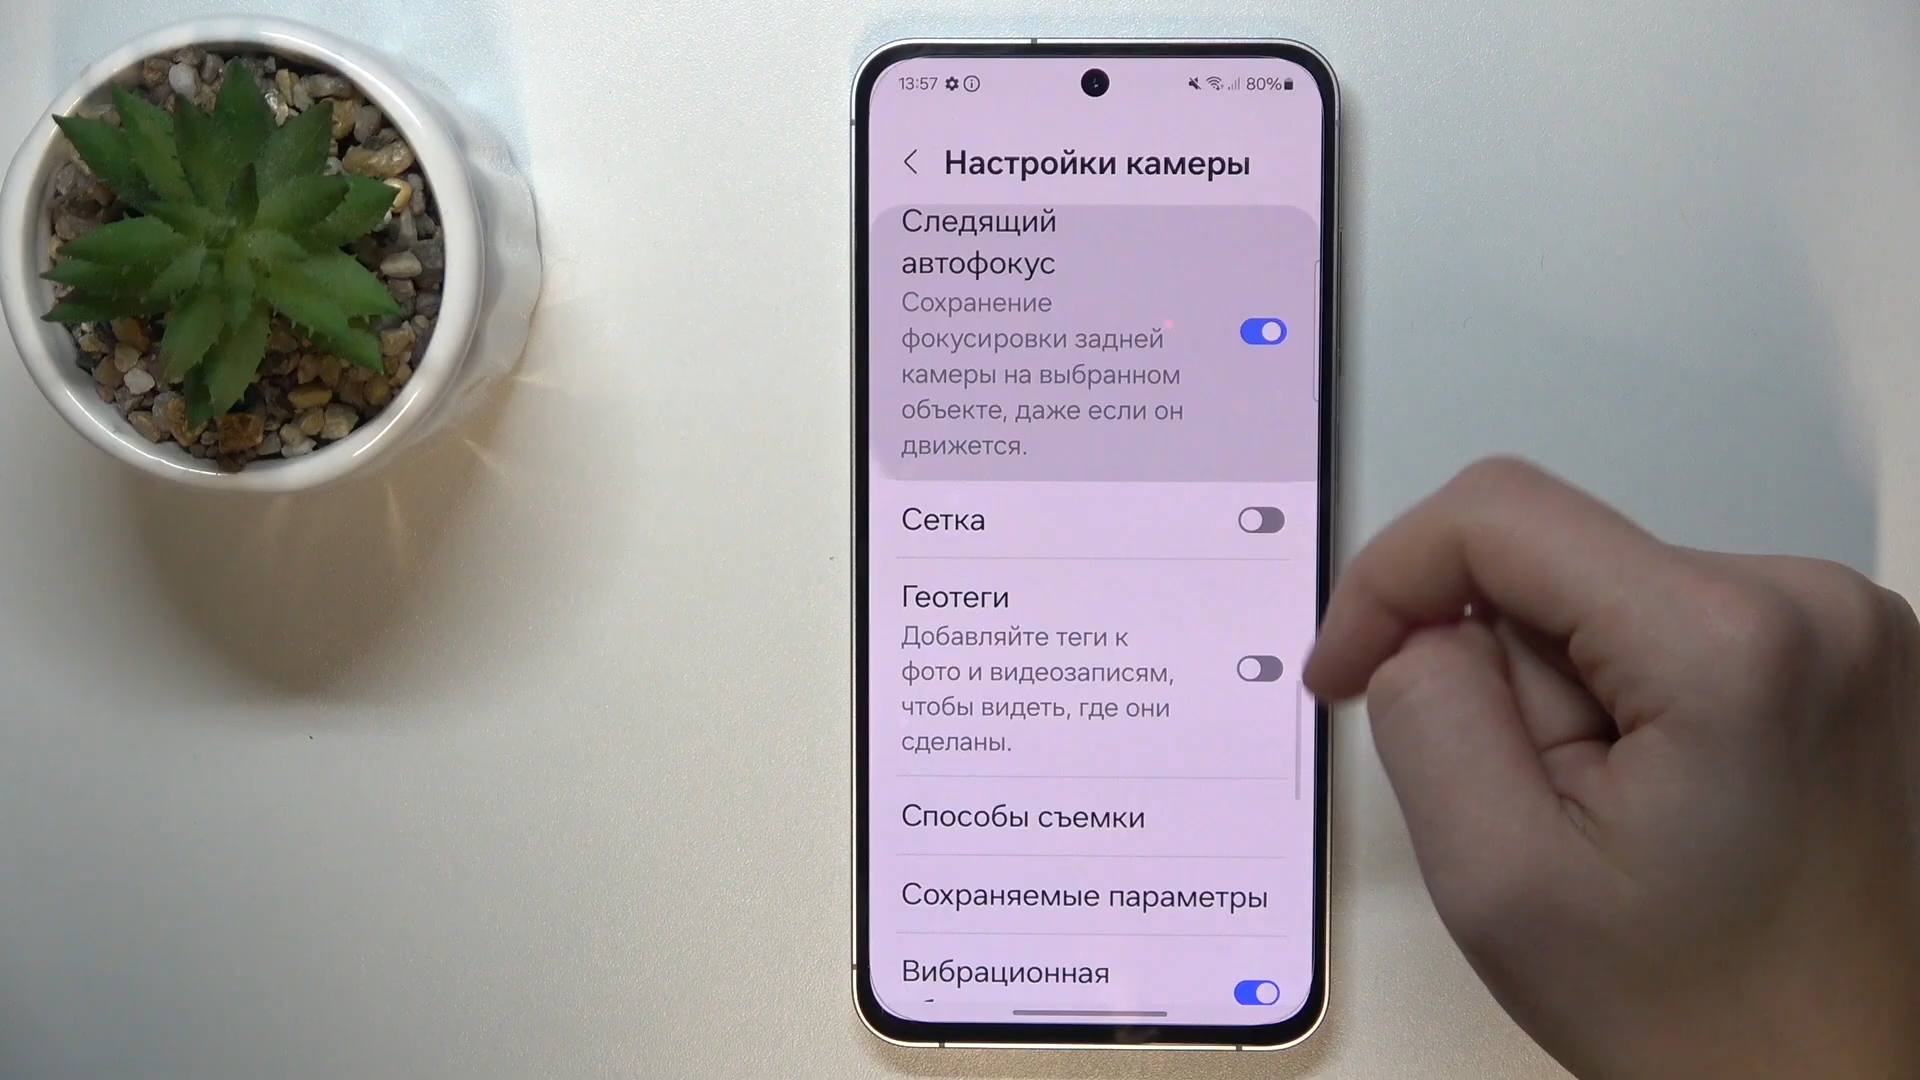 13:57 80%
Настройки камеры
Следящий
автофокус
Сохранение
фокусировки задней
камеры на выбранном
объекте, даже если он
движется.
Сетка
Геотеги
Добавляйте теги к
фото и видеозаписям,
чтобы видеть, где они
сделаны.
Способы съемки
Сохраняемые параметры
Вибрационная